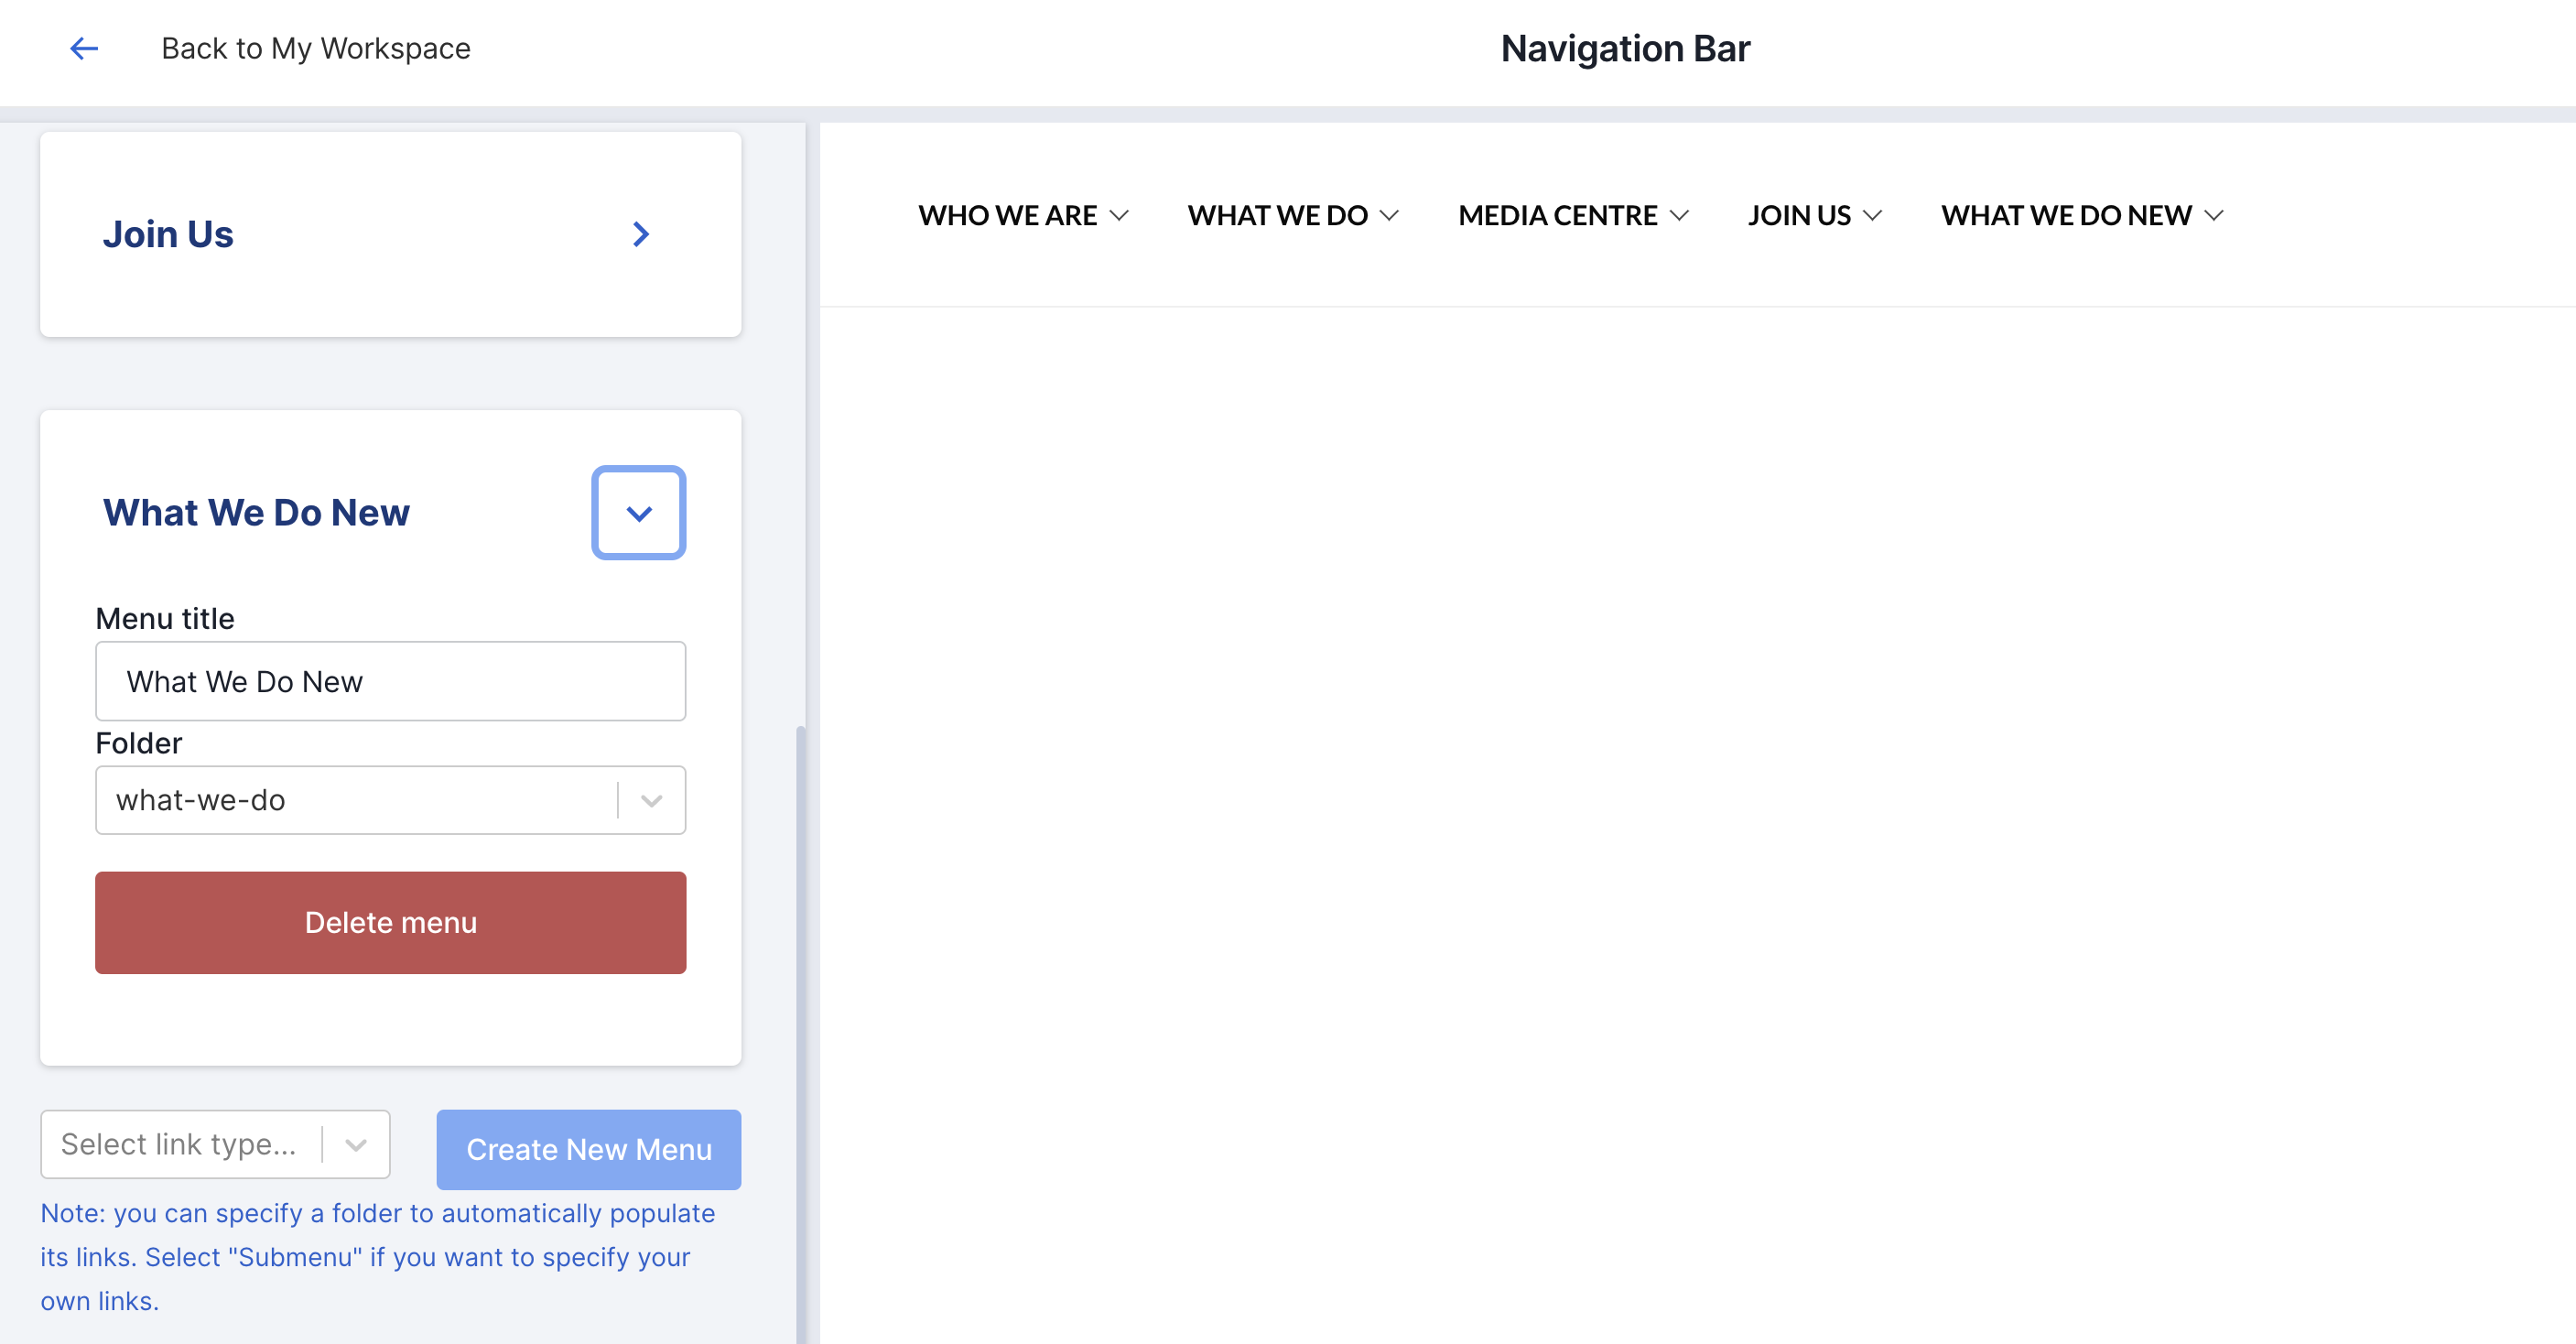 Back to My Workspace
Navigation Bar
Join Us
What We Do New
Menu title
What We Do New
Folder
what-we-do
Delete menu
Select link type...
Create New Menu
Note: you can specify a folder to automatically populate
its links. Select "Submenu" if you want to specify your
own links.
WHO WE ARE
WHAT WE DO
MEDIA CENTRE
JOIN US
WHAT WE DO NEW